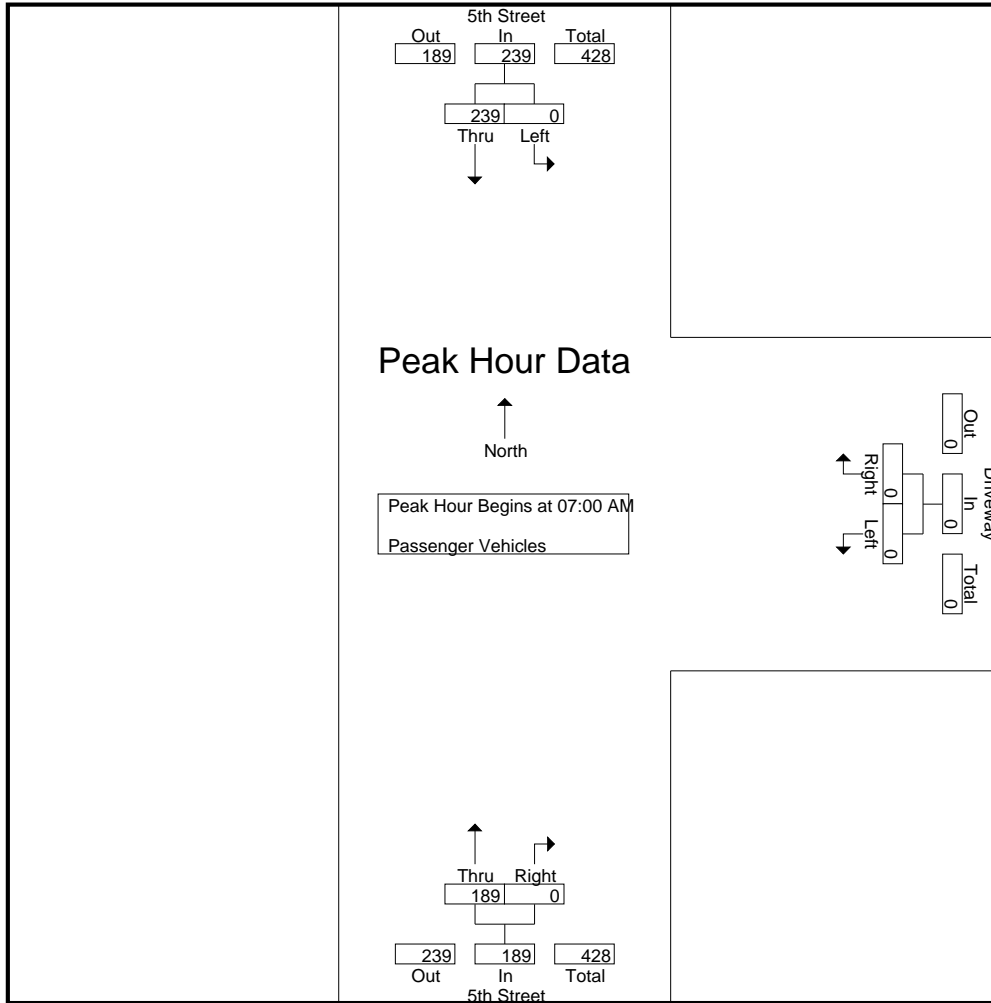 5th Street
Out In Total
189 239 428
239 0
Thru Left
Peak Hour Data
North
Peak Hour Begins at 07:00 AM
Passenger Vehicles
Right Left
0 0
Out In Total
0 0 0
Driveway
Thru Right
189 0
239 189 428
Out In Total
5th Street